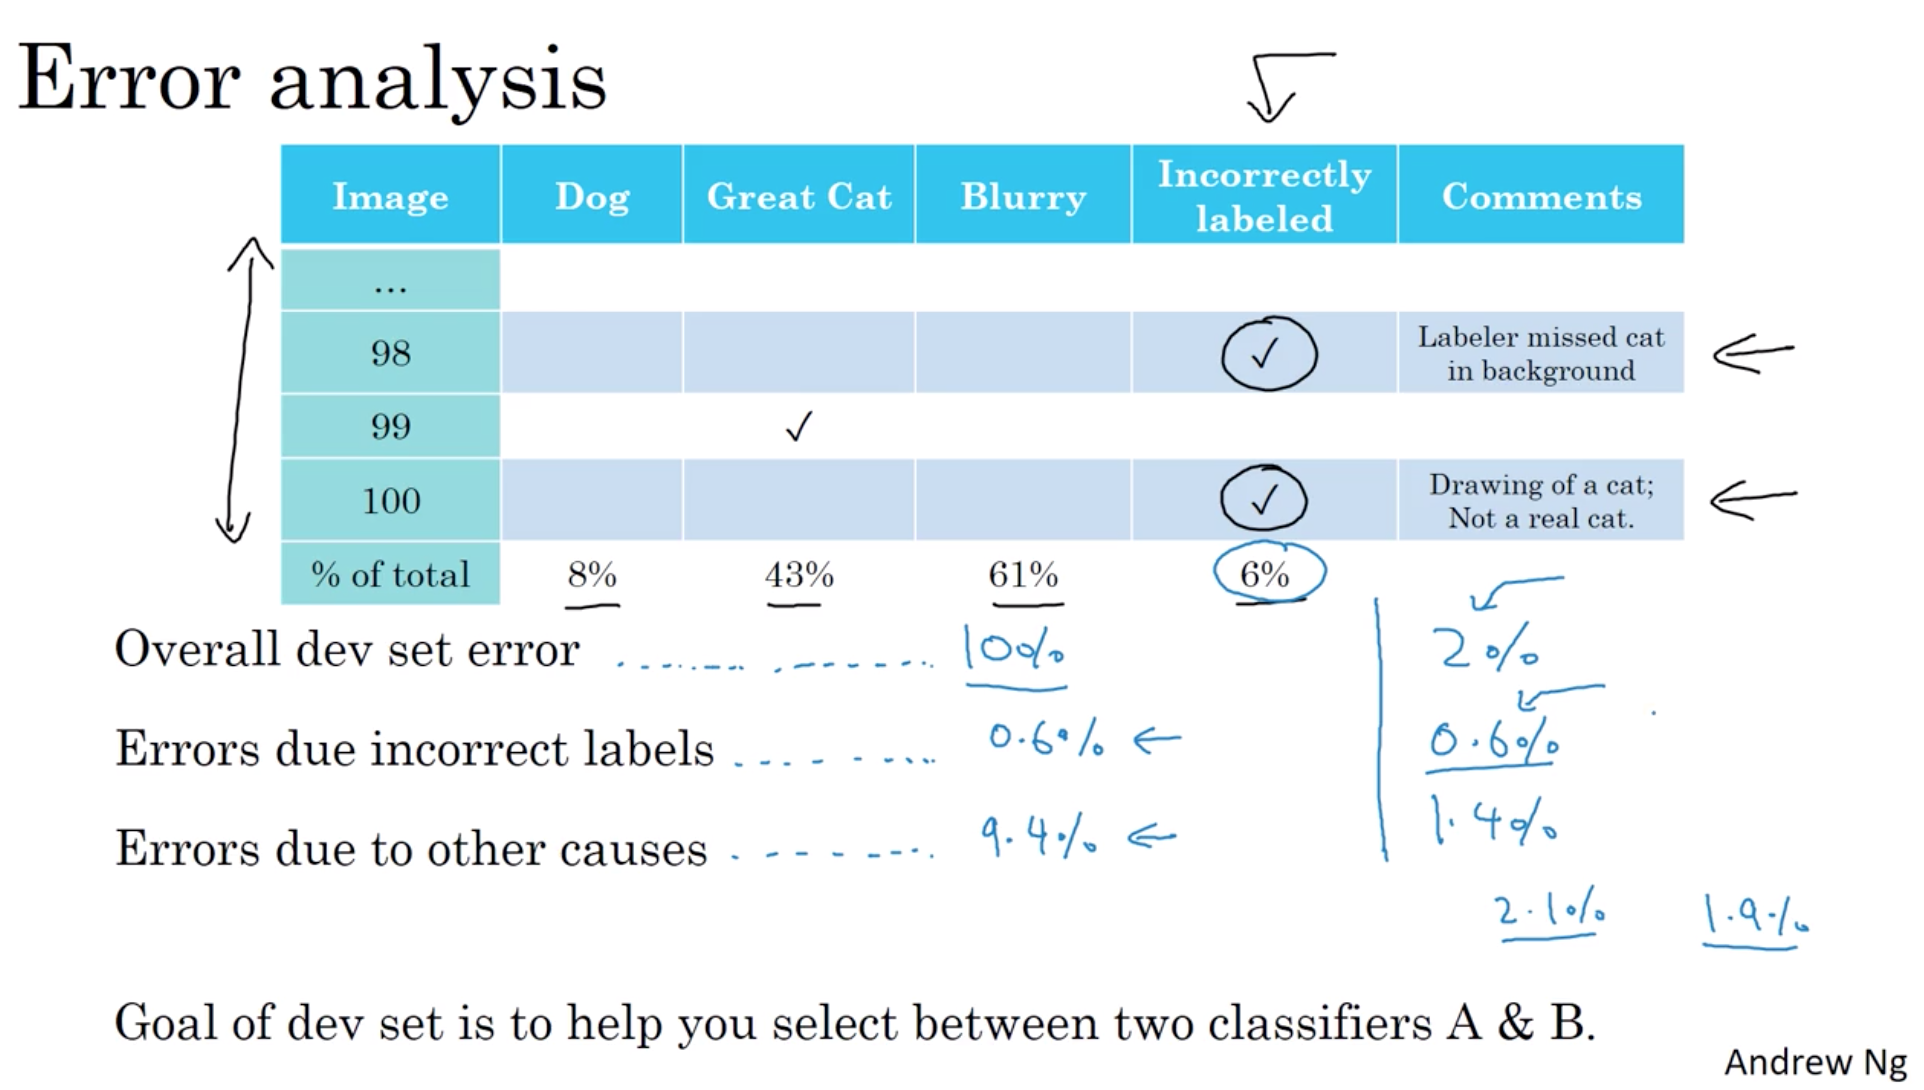 Error analysis
Image Dog Great Cat Blurry Incorrectly labeled Comments
...
98 ✓ Labeler missed cat in background
99 ✓
100 ✓ Drawing of a cat; Not a real cat.
% of total 8% 43% 61% 6%
Overall dev set error 10% 2%
Errors due incorrect labels 0.6% 0.6%
Errors due to other causes 9.4% 1.4%
2.1% 1.9%
Goal of dev set is to help you select between two classifiers A & B.
Andrew Ng